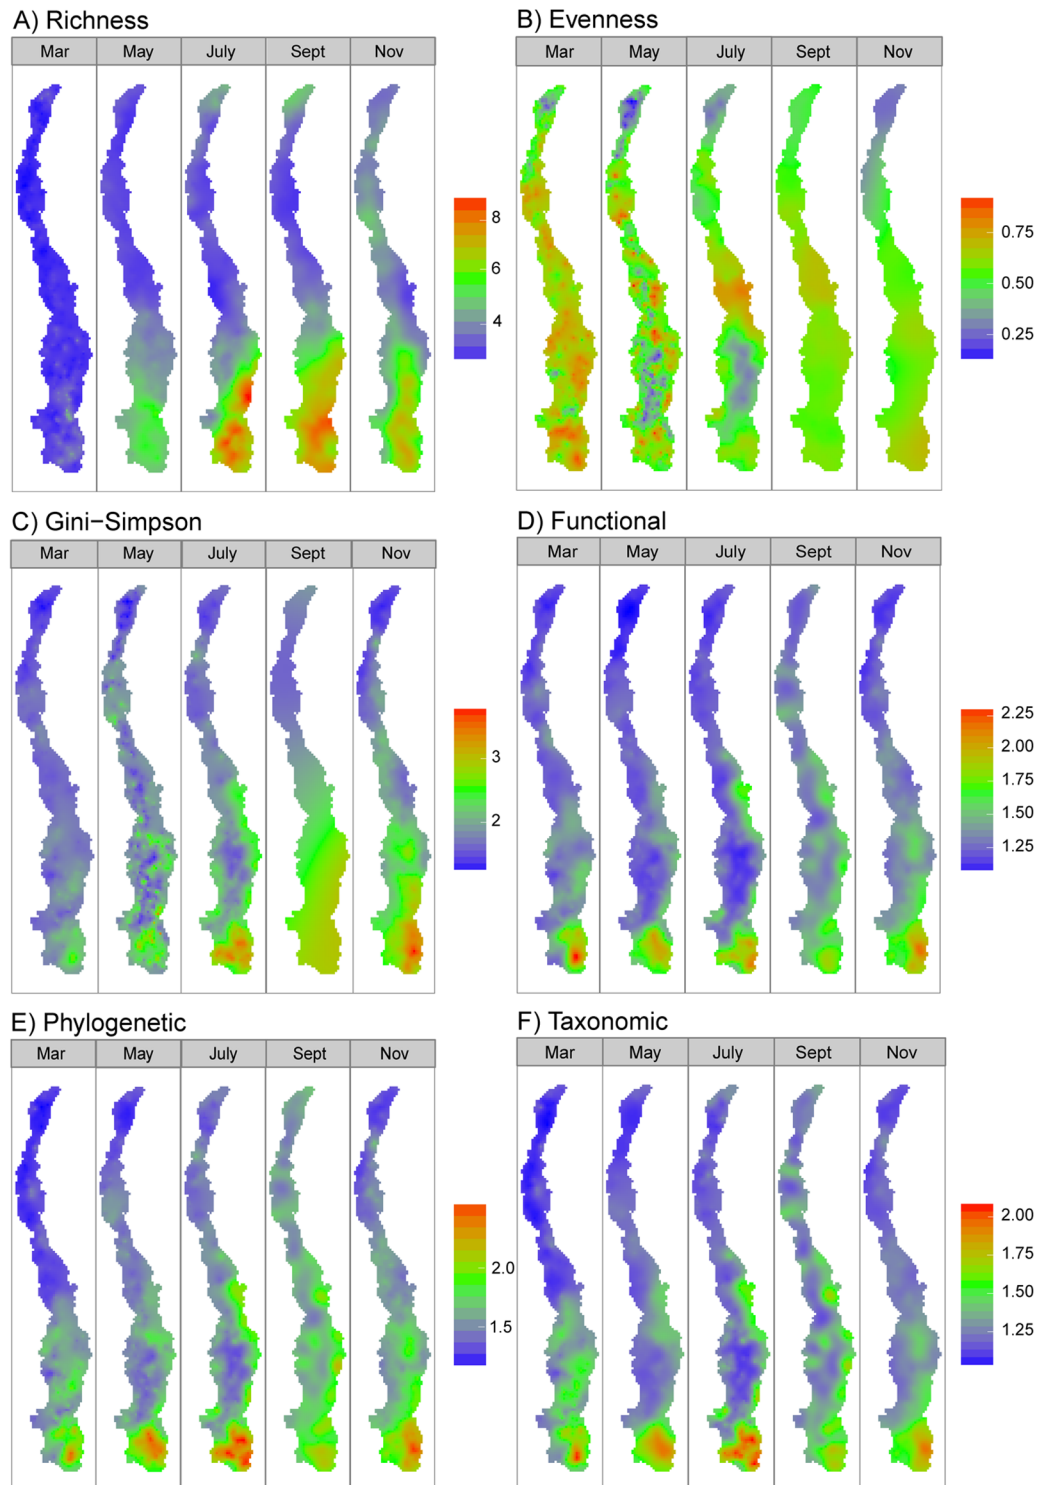 A) Richness
Mar May July Sept Nov
8
6
4
B) Evenness
Mar May July Sept Nov
0.75
0.50
0.25
C) Gini−Simpson
Mar May July Sept Nov
3
2
D) Functional
Mar May July Sept Nov
2.25
2.00
1.75
1.50
1.25
E) Phylogenetic
Mar May July Sept Nov
2.0
1.5
F) Taxonomic
Mar May July Sept Nov
2.00
1.75
1.50
1.25